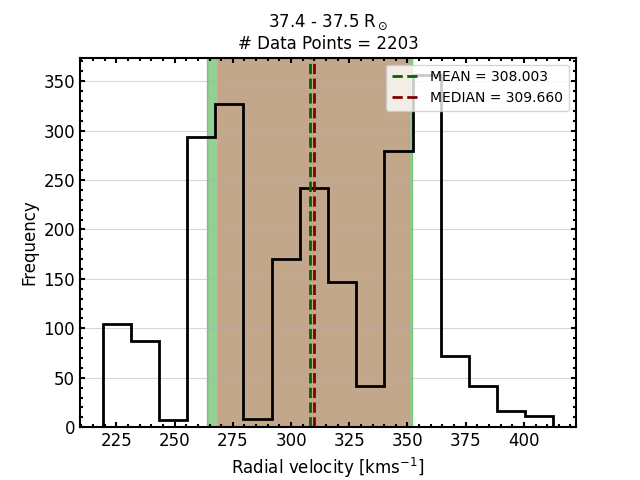 37.4 - 37.5 R⊙
# Data Points = 2203
MEAN = 308.003
MEDIAN = 309.660
Frequency
350
300
250
200
150
100
50
0
225 250 275 300 325 350 375 400
Radial velocity [kms⁻¹]